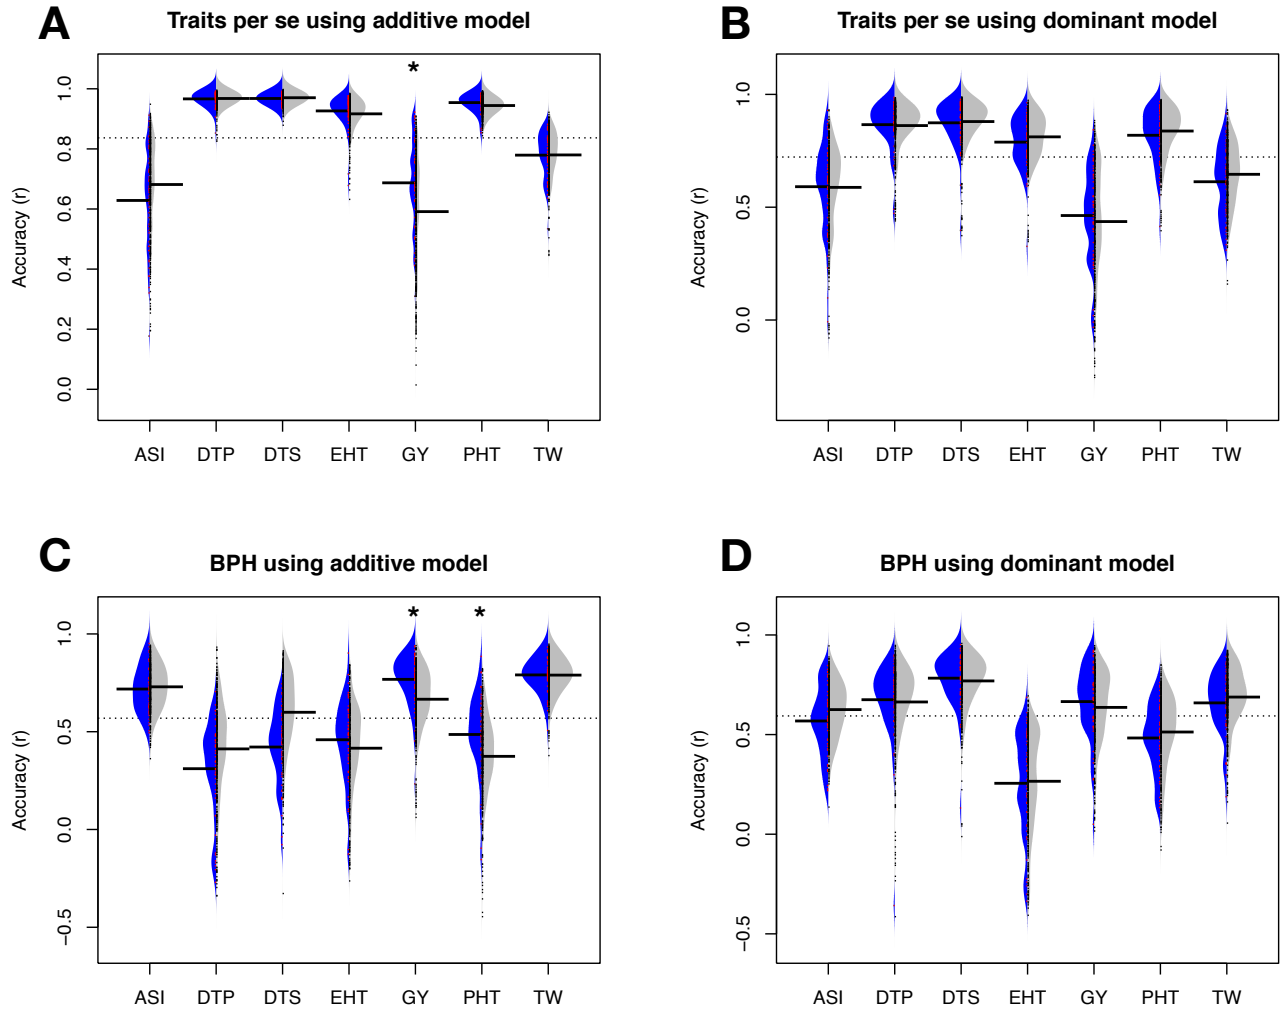 A
Traits per se using additive model
*
Accuracy (r)
1.0
0.8
0.6
0.4
0.2
0.0
ASI DTP DTS EHT GY PHT TW
B
Traits per se using dominant model
Accuracy (r)
1.0
0.5
0.0
ASI DTP DTS EHT GY PHT TW
C
BPH using additive model
* *
Accuracy (r)
1.0
0.5
0.0
−0.5
ASI DTP DTS EHT GY PHT TW
D
BPH using dominant model
Accuracy (r)
1.0
0.5
0.0
−0.5
ASI DTP DTS EHT GY PHT TW